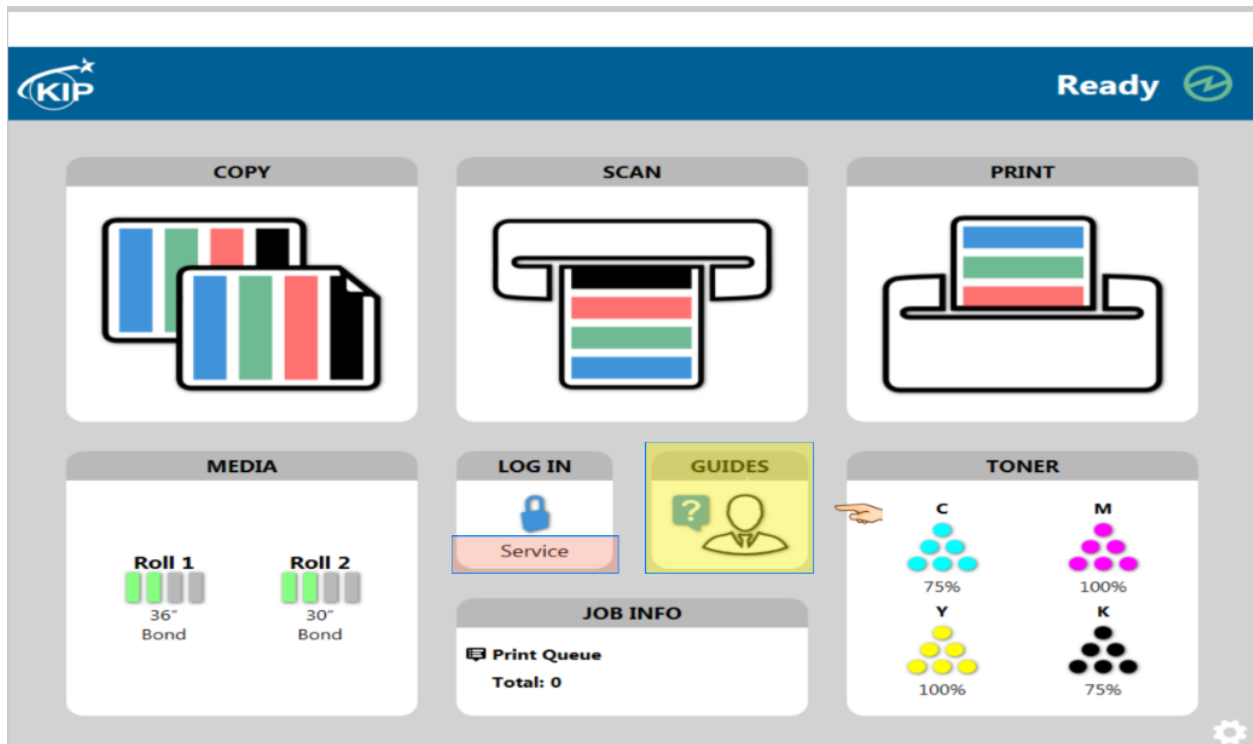 KIP
Ready
COPY
SCAN
PRINT
MEDIA
Roll 1
36"
Bond
Roll 2
30"
Bond
LOG IN
Service
GUIDES
?
JOB INFO
Print Queue
Total: 0
TONER
C
75%
M
100%
Y
100%
K
75%